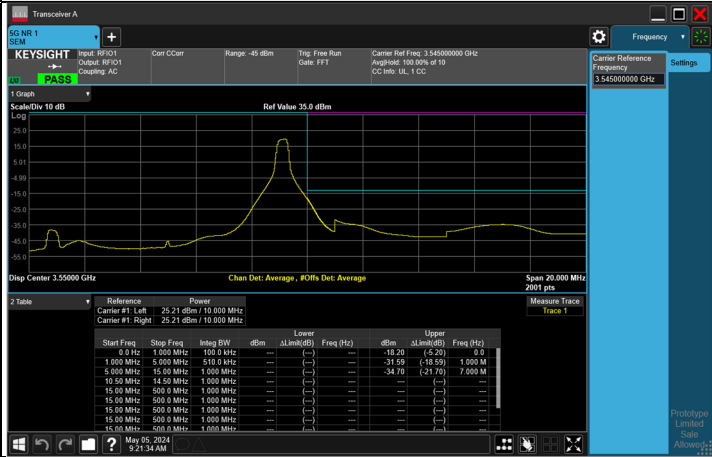 Transceiver A
5G NR 1
SEM
Frequency
KEYSIGHT
Input: RFIO1
Output: RFIO1
Coupling: AC
Corr CCorr
Range: -45 dBm
Trig: Free Run
Gate: FFT
Carrier Ref Freq: 3.545000000 GHz
Avg|Hold: 100.00% of 10
CC Info: UL, 1 CC
PASS
Carrier Reference
Frequency
3.545000000 GHz
Settings
1 Graph
Scale/Div 10 dB
Ref Value 35.0 dBm
Log
25.0
15.0
5.01
-4.99
-15.0
-25.0
-35.0
-45.0
-55.0
Disp Center 3.55000 GHz
Chan Det: Average , #Offs Det: Average
Span 20.000 MHz
2001 pts
2 Table
Reference Power
Carrier #1: Left 25.21 dBm / 10.000 MHz
Carrier #1: Right 25.21 dBm / 10.000 MHz
Measure Trace
Trace 1
Lower Upper
Start Freq Stop Freq Integ BW dBm ΔLimit(dB) Freq (Hz) dBm ΔLimit(dB) Freq (Hz)
0.0 Hz 1.000 MHz 100.0 kHz --- (---) --- -18.20 (-5.20) 0.0
1.000 MHz 5.000 MHz 510.0 kHz --- (---) --- -31.59 (-18.59) 1.000 M
5.000 MHz 15.00 MHz 1.000 MHz --- (---) --- -34.70 (-21.70) 7.000 M
10.50 MHz 14.50 MHz 1.000 MHz --- (---) --- --- (---) ---
15.00 MHz 500.0 MHz 1.000 MHz --- (---) --- --- (---) ---
15.00 MHz 500.0 MHz 1.000 MHz --- (---) --- --- (---) ---
15.00 MHz 500.0 MHz 1.000 MHz --- (---) --- --- (---) ---
15.00 MHz 500.0 MHz 1.000 MHz --- (---) --- --- (---) ---
15.00 MHz 500.0 MHz 1.000 MHz --- (---) --- --- (---) ---
Prototype
Limited
Sale
Allowed
May 05, 2024
9:21:34 AM